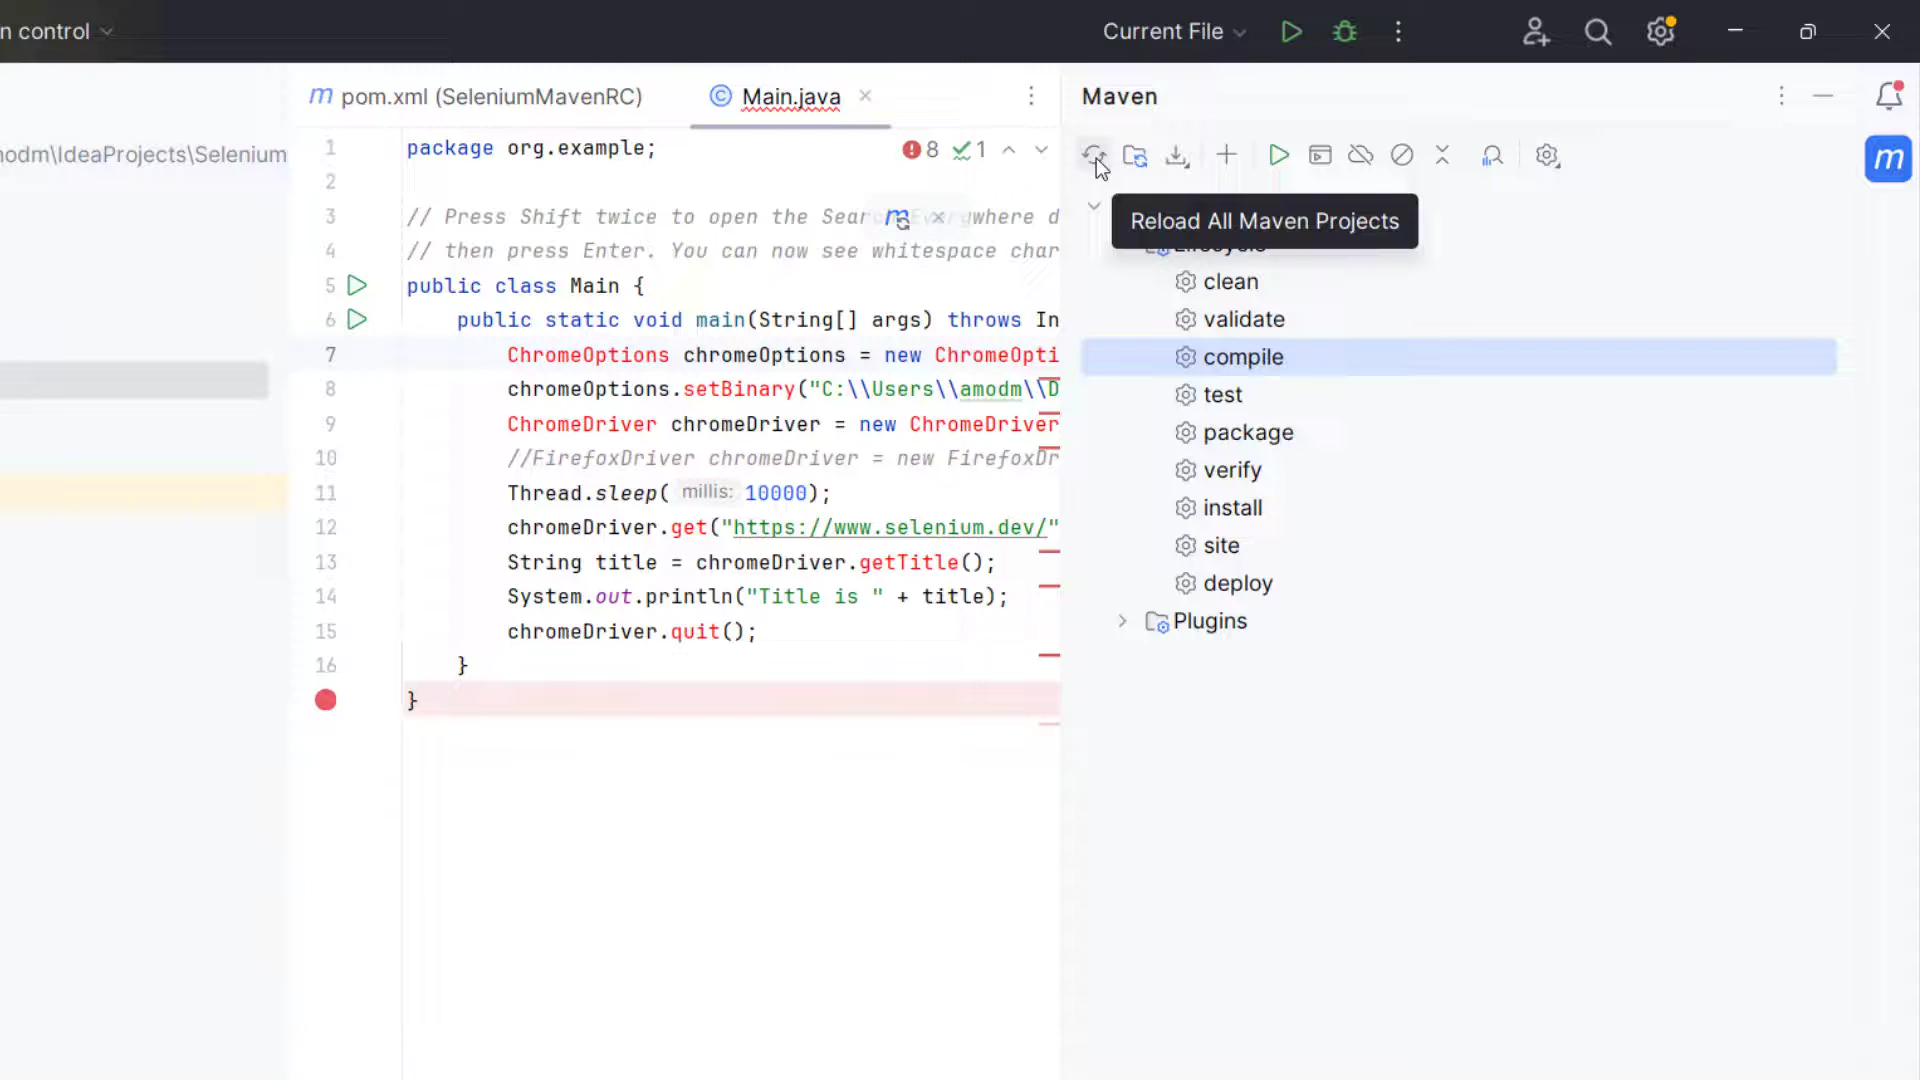 n control
Current File
odm\IdeaProjects\Selenium
m pom.xml (SeleniumMavenRC)
© Main.java
8 1
1 package org.example;
2
3 // Press Shift twice to open the Sear where d
4 // then press Enter. You can now see whitespace char
5 public class Main {
6 public static void main(String[] args) throws In
7 ChromeOptions chromeOptions = new ChromeOpti
8 chromeOptions.setBinary("C:\\Users\\amodm\\D
9 ChromeDriver chromeDriver = new ChromeDriver
10 //FirefoxDriver chromeDriver = new FirefoxDr
11 Thread.sleep( millis: 10000);
12 chromeDriver.get("https://www.selenium.dev/"
13 String title = chromeDriver.getTitle();
14 System.out.println("Title is " + title);
15 chromeDriver.quit();
16 }
}
Maven
m
Reload All Maven Projects
Lifecycle
clean
validate
compile
test
package
verify
install
site
deploy
Plugins